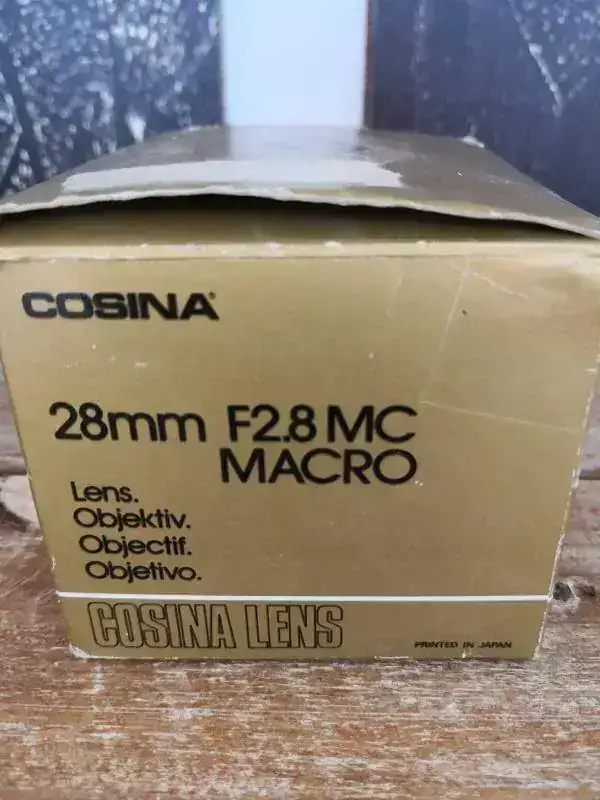 COSINA®
28mm F2.8 MC
MACRO
Lens.
Objektiv.
Objectif.
Objetivo.
COSINA LENS
PRINTED IN JAPAN